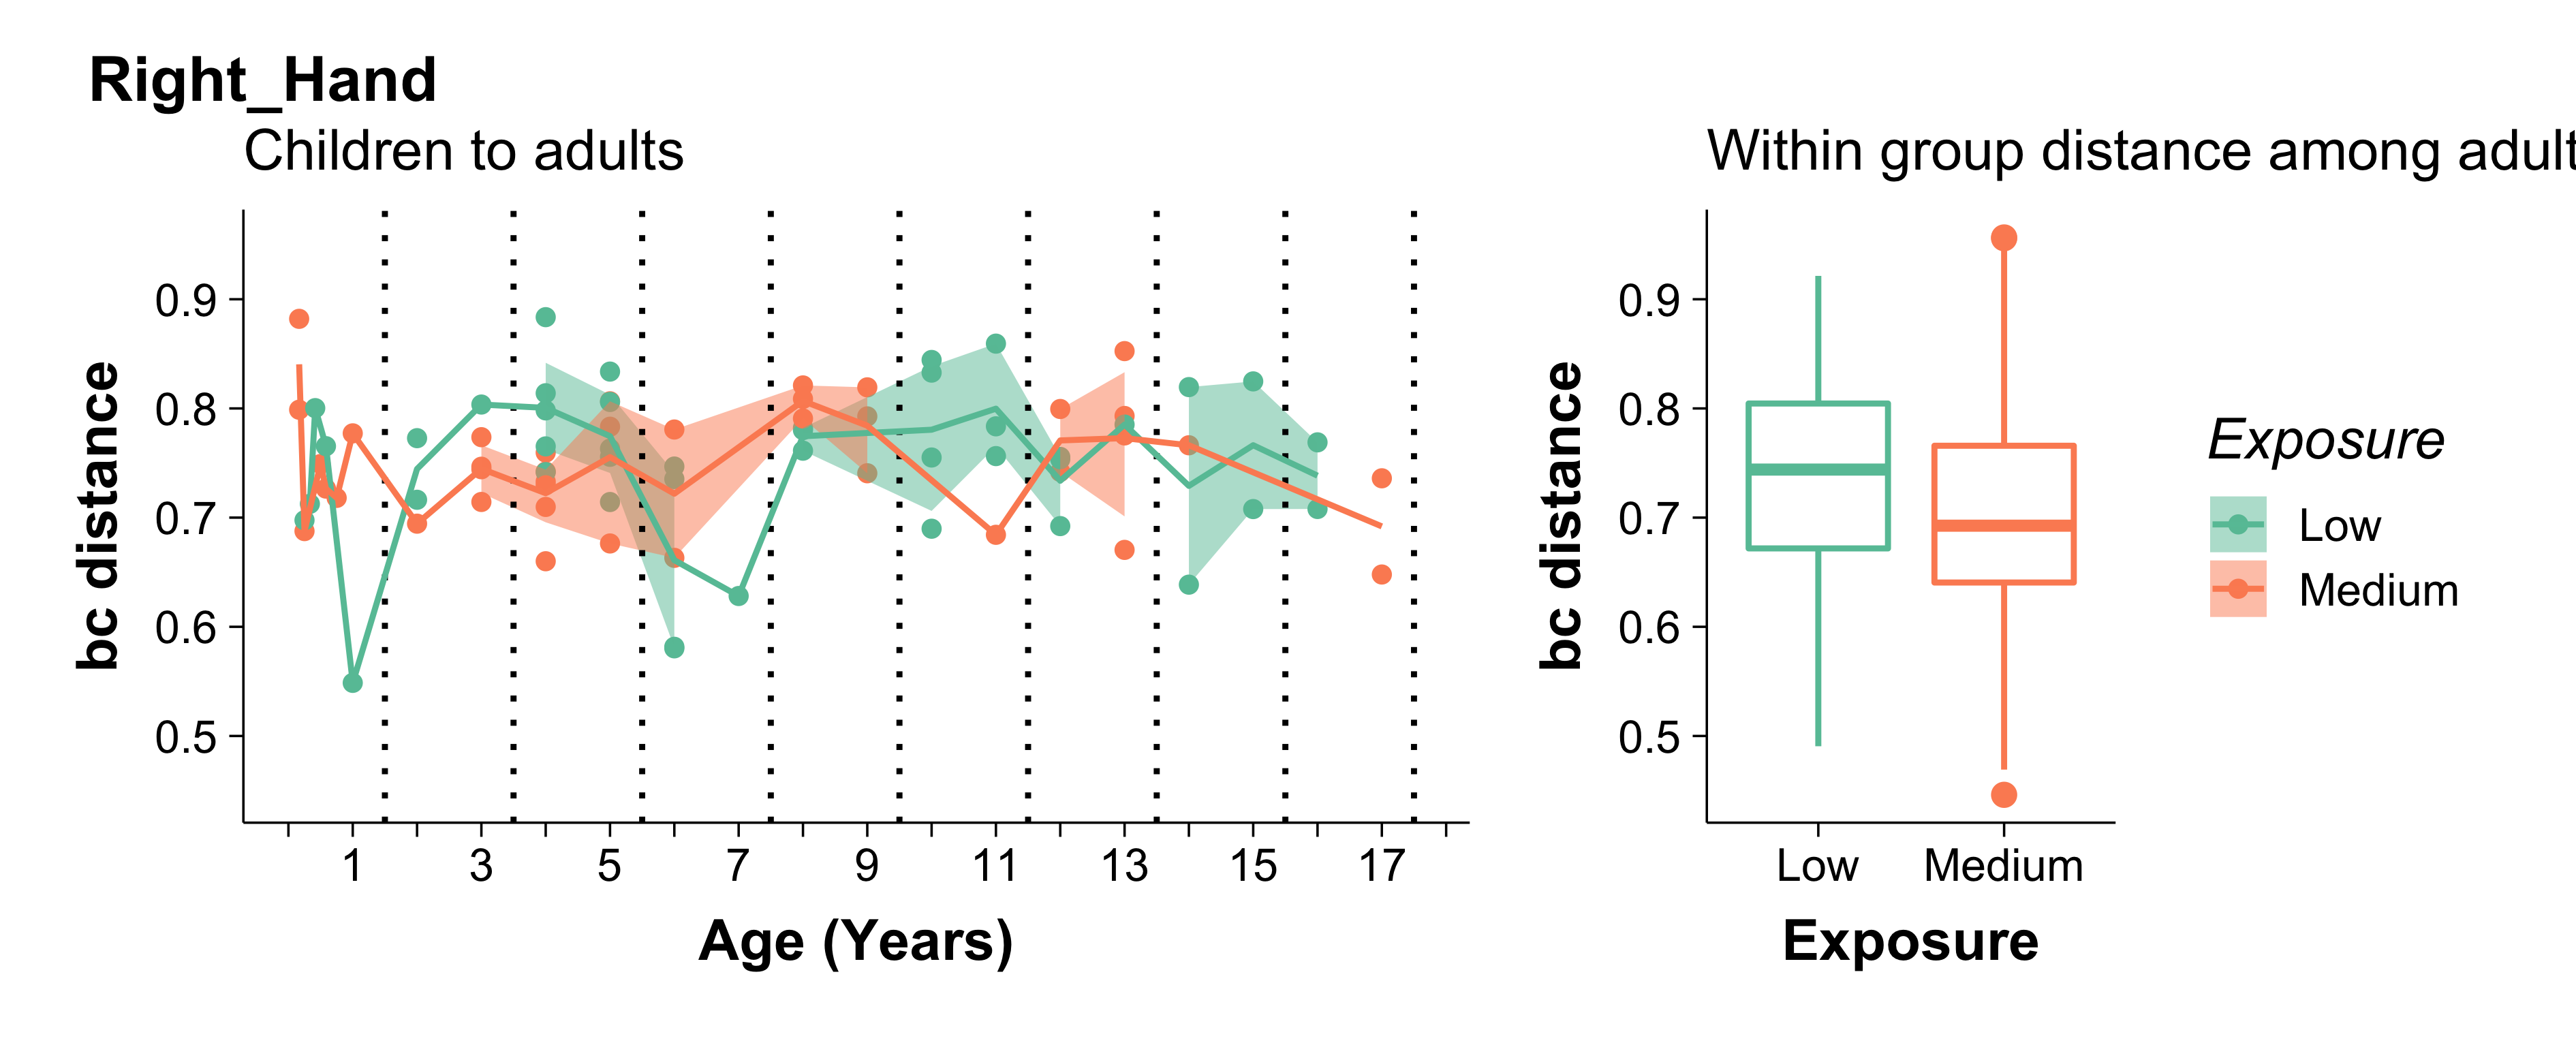 Right_Hand
Children to adults
bc distance
0.9
0.8
0.7
0.6
0.5
1 3 5 7 9 11 13 15 17
Age (Years)
Within group distance among adult
bc distance
0.9
0.8
0.7
0.6
0.5
Low Medium
Exposure
Exposure
Low
Medium